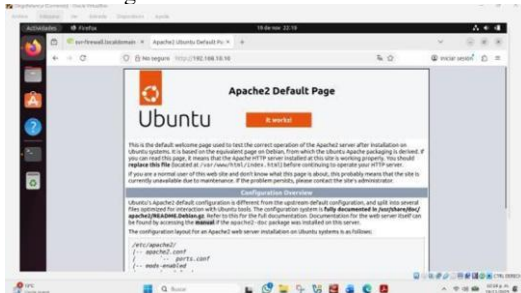 Actividades Firefox 18 de nov 22:19
Apache2 Ubuntu Default Pa
No seguro http://192.168.10.10
Iniciar sesión
Apache2 Default Page
Ubuntu
It works!
This is the default welcome page used to test the correct operation of the Apache2 server after installation on
Ubuntu systems. It is based on the equivalent page on Debian, from which the Ubuntu Apache packaging is derived. If
you can read this page, it means that the Apache HTTP server installed at this site is working properly. You should
replace this file (located at /var/www/html/index.html) before continuing to operate your HTTP server.
If you are a normal user of this web site and don't know what this page is about, this probably means that the site is
currently unavailable due to maintenance. If the problem persists, please contact the site's administrator.
Configuration Overview
Ubuntu's Apache2 default configuration is different from the upstream default configuration, and split into several
files optimized for interaction with Ubuntu tools. The configuration system is fully documented in /usr/share/doc/
apache2/README.Debian.gz. Refer to this for the full documentation. Documentation for the web server itself can
be found by accessing the manual if the apache2-doc package was installed on this server.
The configuration layout for an Apache2 web server installation on Ubuntu systems is as follows:
/etc/apache2/
|-- apache2.conf
| `-- ports.conf
|-- mods-enabled
Buscar